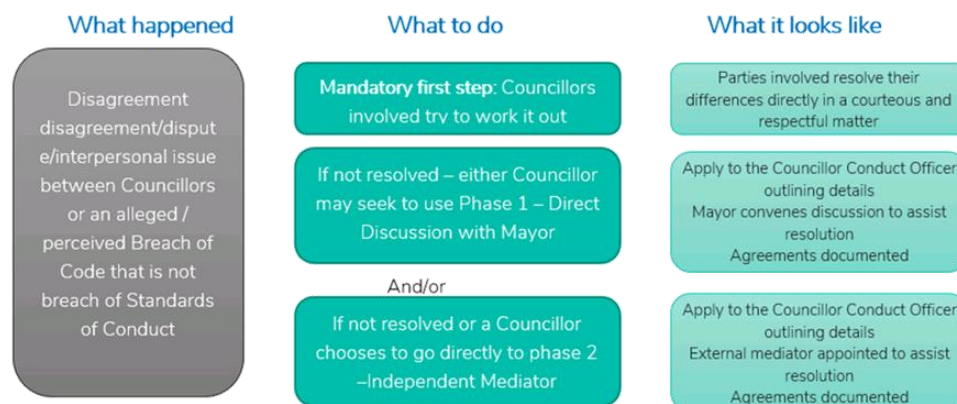 What happened
What to do
What it looks like
Disagreement
disagreement/disput
e/interpersonal issue
between Councillors
or an alleged /
perceived Breach of
Code that is not
breach of Standards
of Conduct
Mandatory first step: Councillors
involved try to work it out
Parties involved resolve their
differences directly in a courteous and
respectful matter
If not resolved – either Councillor
may seek to use Phase 1 – Direct
Discussion with Mayor
Apply to the Councillor Conduct Officer
outlining details
Mayor convenes discussion to assist
resolution
Agreements documented
And/or
If not resolved or a Councillor
chooses to go directly to phase 2
–Independent Mediator
Apply to the Councillor Conduct Officer
outlining details
External mediator appointed to assist
resolution
Agreements documented